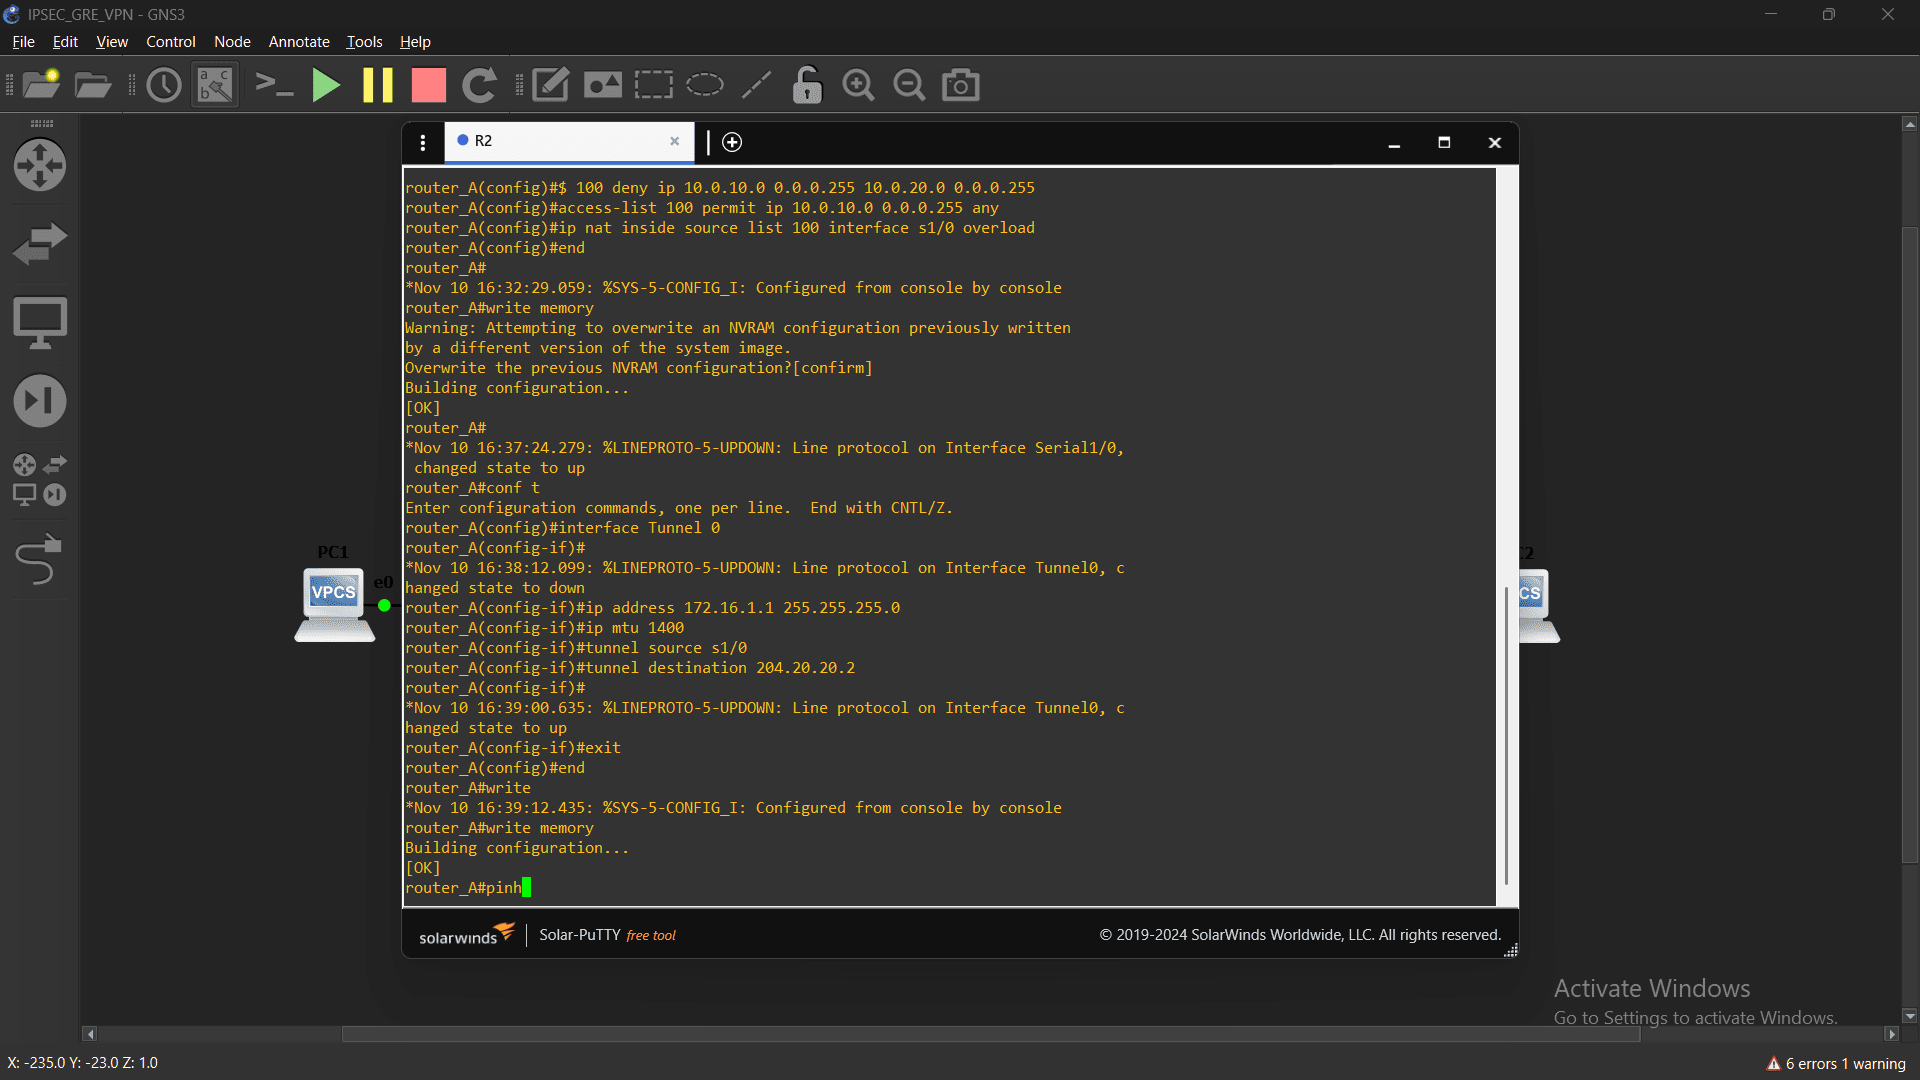 IPSEC_GRE_VPN - GNS3
File Edit View Control Node Annotate Tools Help
R2
router_A(config)#$ 100 deny ip 10.0.10.0 0.0.0.255 10.0.20.0 0.0.0.255
router_A(config)#access-list 100 permit ip 10.0.10.0 0.0.0.255 any
router_A(config)#ip nat inside source list 100 interface s1/0 overload
router_A(config)#end
router_A#
*Nov 10 16:32:29.059: %SYS-5-CONFIG_I: Configured from console by console
router_A#write memory
Warning: Attempting to overwrite an NVRAM configuration previously written
by a different version of the system image.
Overwrite the previous NVRAM configuration?[confirm]
Building configuration...
[OK]
router_A#
*Nov 10 16:37:24.279: %LINEPROTO-5-UPDOWN: Line protocol on Interface Serial1/0,
 changed state to up
router_A#conf t
Enter configuration commands, one per line.  End with CNTL/Z.
router_A(config)#interface Tunnel 0
router_A(config-if)#
*Nov 10 16:38:12.099: %LINEPROTO-5-UPDOWN: Line protocol on Interface Tunnel0, c
hanged state to down
router_A(config-if)#ip address 172.16.1.1 255.255.255.0
router_A(config-if)#ip mtu 1400
router_A(config-if)#tunnel source s1/0
router_A(config-if)#tunnel destination 204.20.20.2
router_A(config-if)#
*Nov 10 16:39:00.635: %LINEPROTO-5-UPDOWN: Line protocol on Interface Tunnel0, c
hanged state to up
router_A(config-if)#exit
router_A(config)#end
router_A#write
*Nov 10 16:39:12.435: %SYS-5-CONFIG_I: Configured from console by console
router_A#write memory
Building configuration...
[OK]
router_A#pinh
PC1
VPCS
e0
C2
CS
solarwinds Solar-PuTTY free tool
© 2019-2024 SolarWinds Worldwide, LLC. All rights reserved.
Activate Windows
Go to Settings to activate Windows.
X: -235.0 Y: -23.0 Z: 1.0
6 errors 1 warning